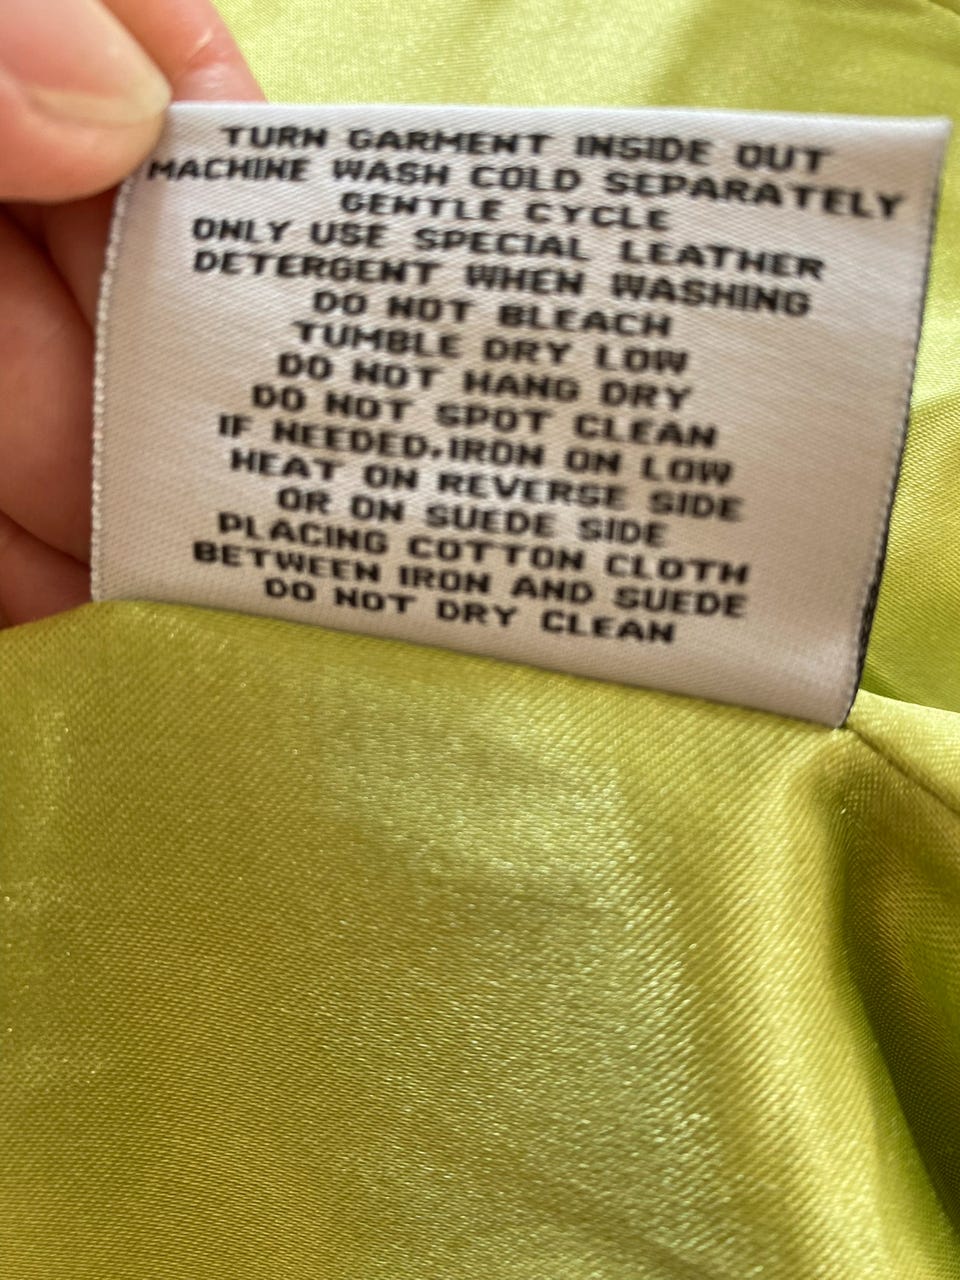 TURN GARMENT INSIDE OUT
MACHINE WASH COLD SEPARATELY
GENTLE CYCLE
ONLY USE SPECIAL LEATHER
DETERGENT WHEN WASHING
DO NOT BLEACH
TUMBLE DRY LOW
DO NOT HANG DRY
DO NOT SPOT CLEAN
IF NEEDED,IRON ON LOW
HEAT ON REVERSE SIDE
OR ON SUEDE SIDE
PLACING COTTON CLOTH
BETWEEN IRON AND SUEDE
DO NOT DRY CLEAN